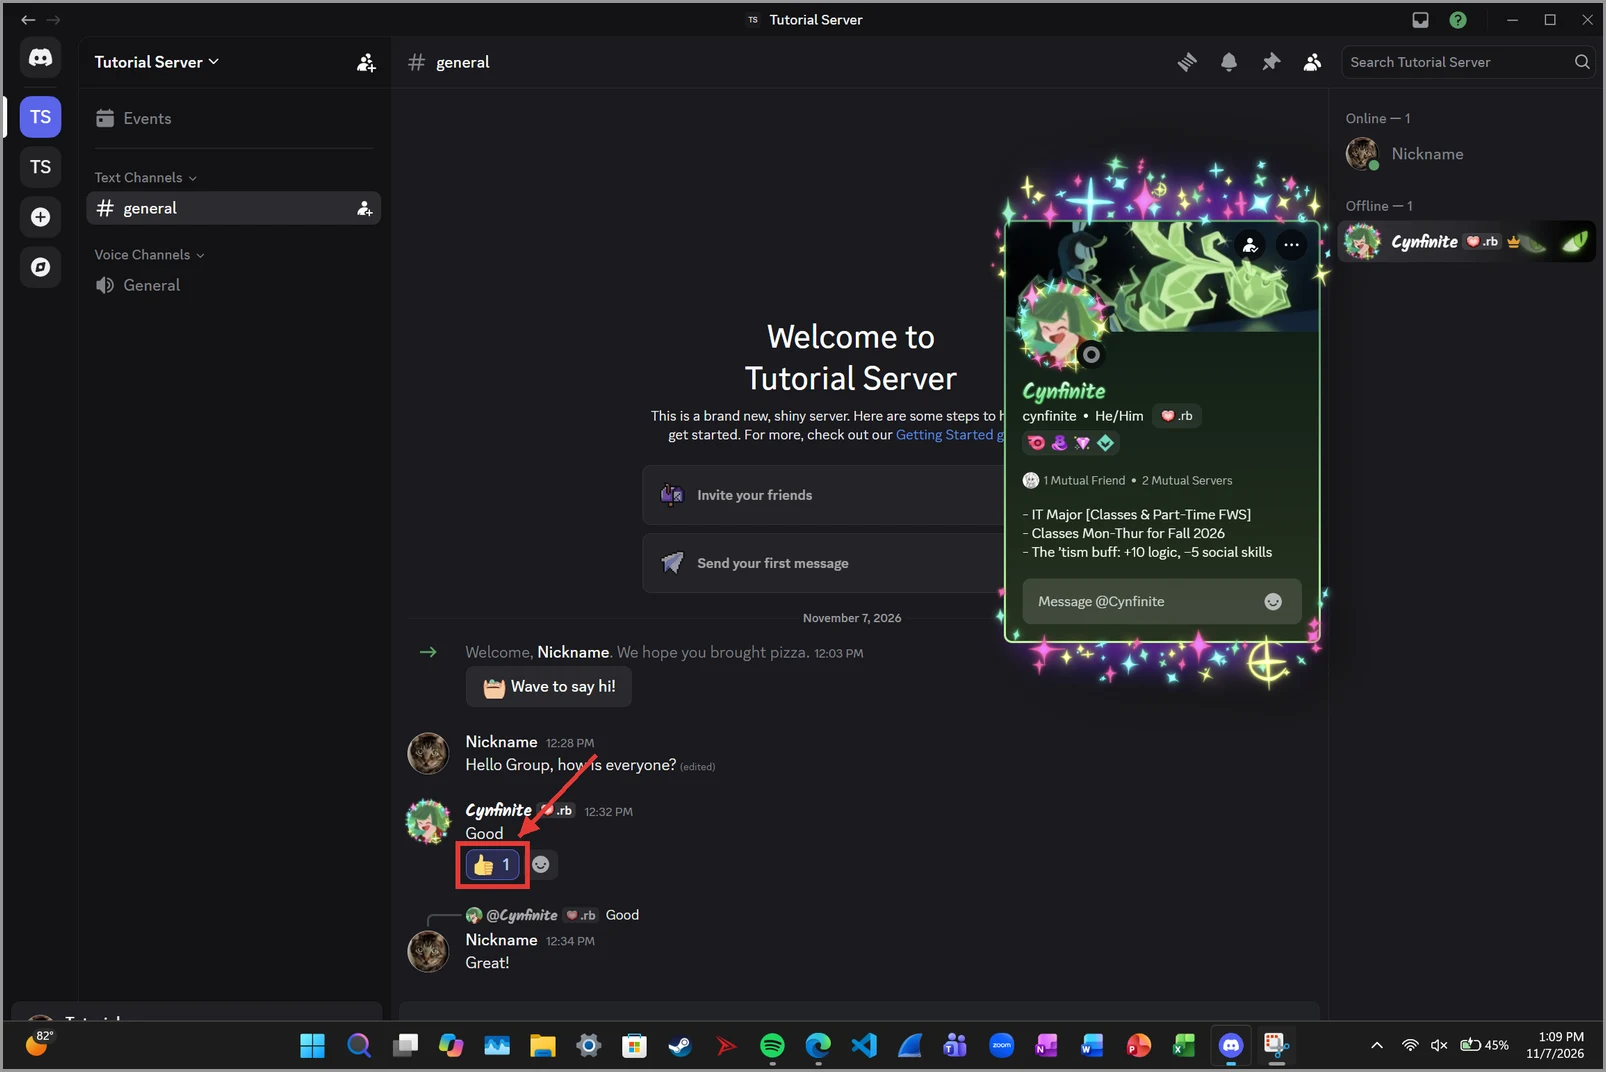 TS Tutorial Server
Tutorial Server
# general
Search Tutorial Server
TS
TS
Events
Text Channels
# general
Voice Channels
General
Welcome to
Tutorial Server
This is a brand new, shiny server. Here are some steps to h
get started. For more, check out our Getting Started g
Invite your friends
Send your first message
November 7, 2026
Welcome, Nickname. We hope you brought pizza. 12:03 PM
Wave to say hi!
Nickname 12:28 PM
Hello Group, how is everyone? (edited)
Cynfinite .rb 12:32 PM
Good
1
@Cynfinite .rb Good
Nickname 12:34 PM
Great!
Cynfinite
cynfinite • He/Him .rb
1 Mutual Friend • 2 Mutual Servers
- IT Major [Classes & Part-Time FWS]
- Classes Mon-Thur for Fall 2026
- The 'tism buff: +10 logic, -5 social skills
Message @Cynfinite
Online — 1
Nickname
Offline — 1
Cynfinite .rb
82°
zoom
45%
1:09 PM
11/7/2026